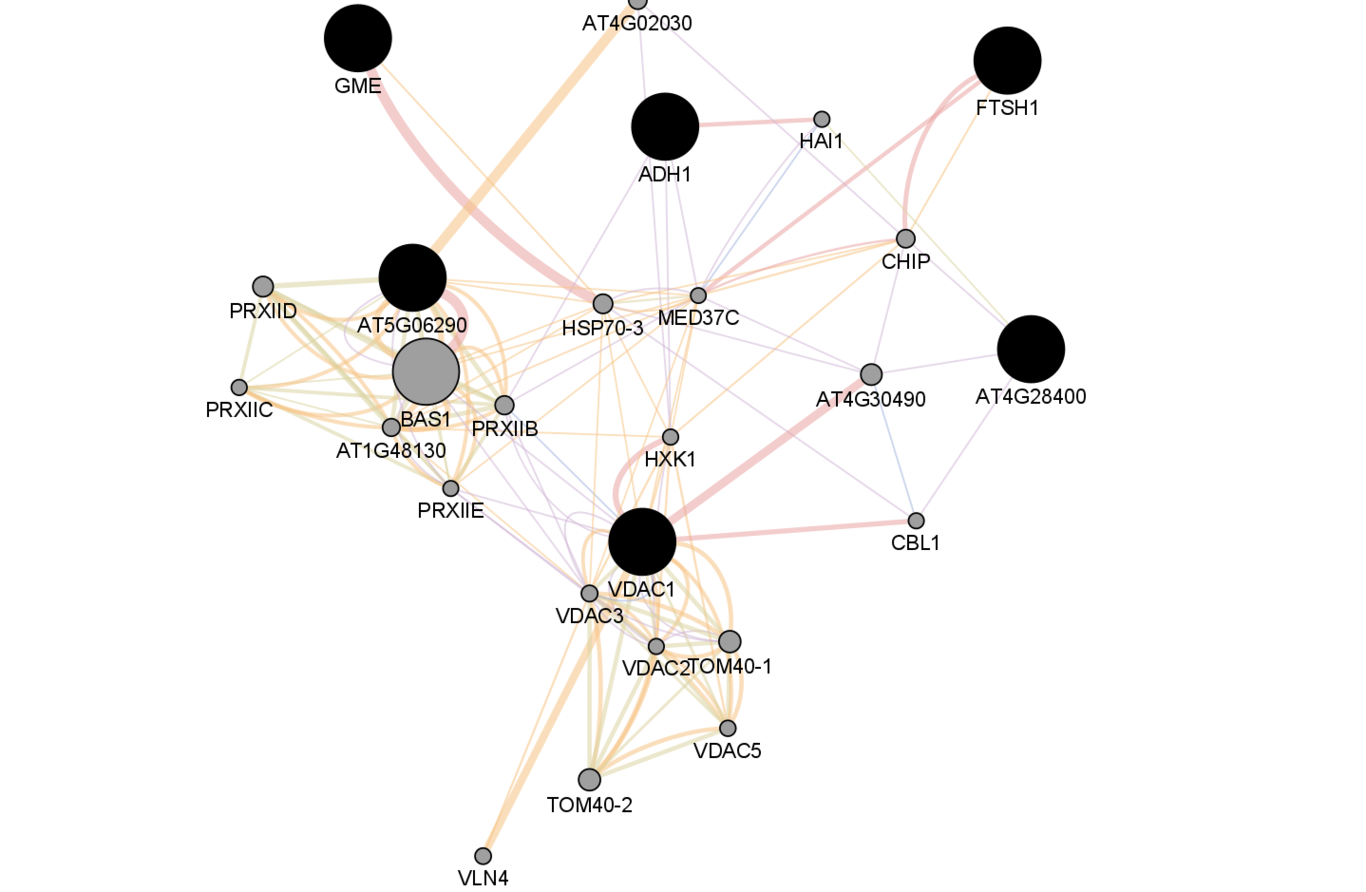 AT4G02030
GME
FTSH1
HAI1
ADH1
CHIP
PRXIID
AT5G06290
HSP70-3
MED37C
AT4G30490
AT4G28400
PRXIIC
BAS1
PRXIIB
AT1G48130
HXK1
PRXIIE
CBL1
VDAC1
VDAC3
VDAC2
TOM40-1
VDAC5
TOM40-2
VLN4